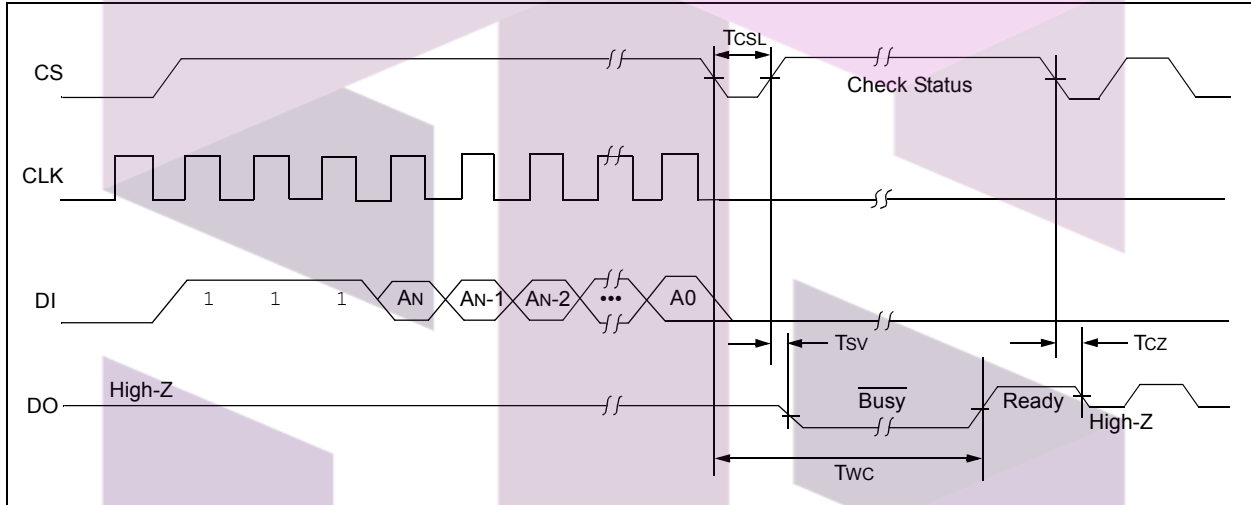 TCSL
CS
Check Status
CLK
DI
1 1 1 AN AN-1 AN-2 ••• A0
TSV
TCZ
High-Z
DO
Busy
Ready
High-Z
TWC